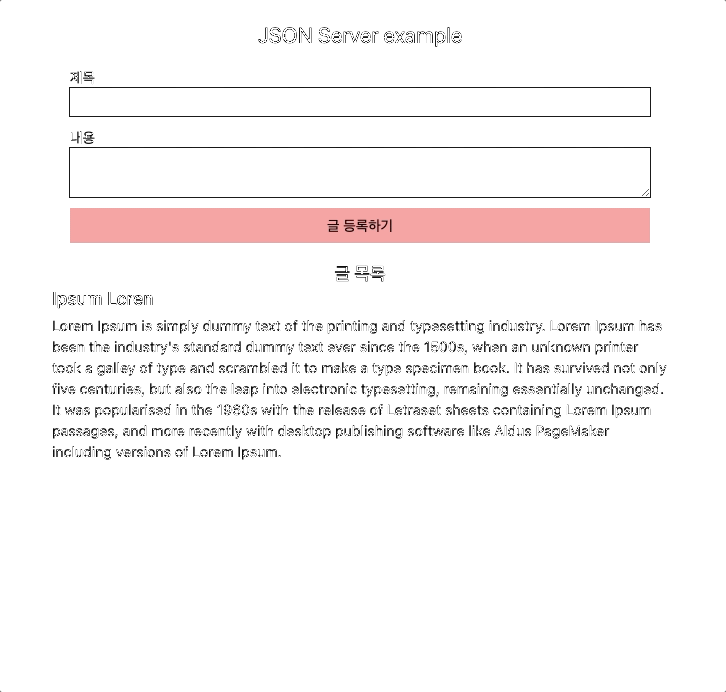 JSON Server example
제목
내용
글 등록하기
글 목록
Ipsum Loren
Lorem Ipsum is simply dummy text of the printing and typesetting industry. Lorem Ipsum has
been the industry's standard dummy text ever since the 1500s, when an unknown printer
took a galley of type and scrambled it to make a type specimen book. It has survived not only
five centuries, but also the leap into electronic typesetting, remaining essentially unchanged.
It was popularised in the 1960s with the release of Letraset sheets containing Lorem Ipsum
passages, and more recently with desktop publishing software like Aldus PageMaker
including versions of Lorem Ipsum.